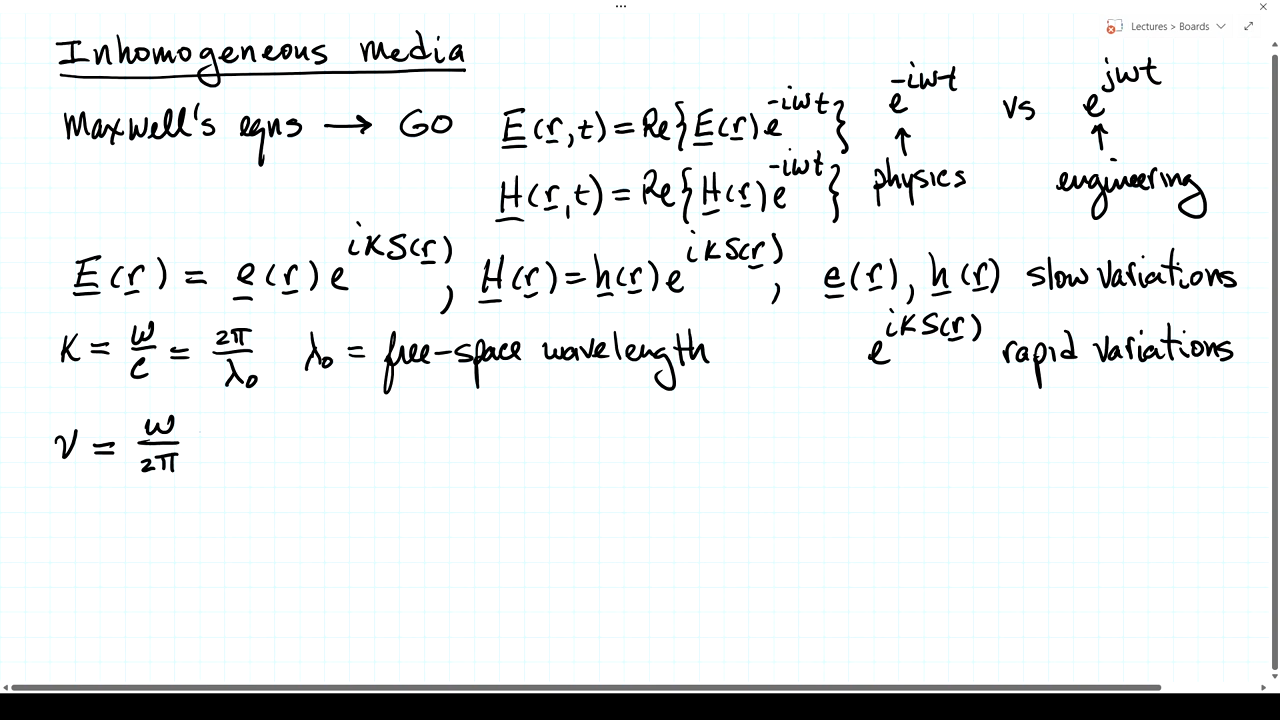 Lectures > Boards
Inhomogeneous media
Maxwell's eqns → GO E(r,t) = Re{E(r)e^{-iωt}} e^{-iωt} vs e^{jωt}
H(r,t) = Re{H(r)e^{-iωt}} ↑ physics ↑ engineering
E(r) = e(r)e^{iKS(r)}, H(r) = h(r)e^{iKS(r)}, e(r), h(r) slow variations
K = ω/c = 2π/λ₀ λ₀ = free-space wavelength e^{iKS(r)} rapid variations
ν = ω/2π